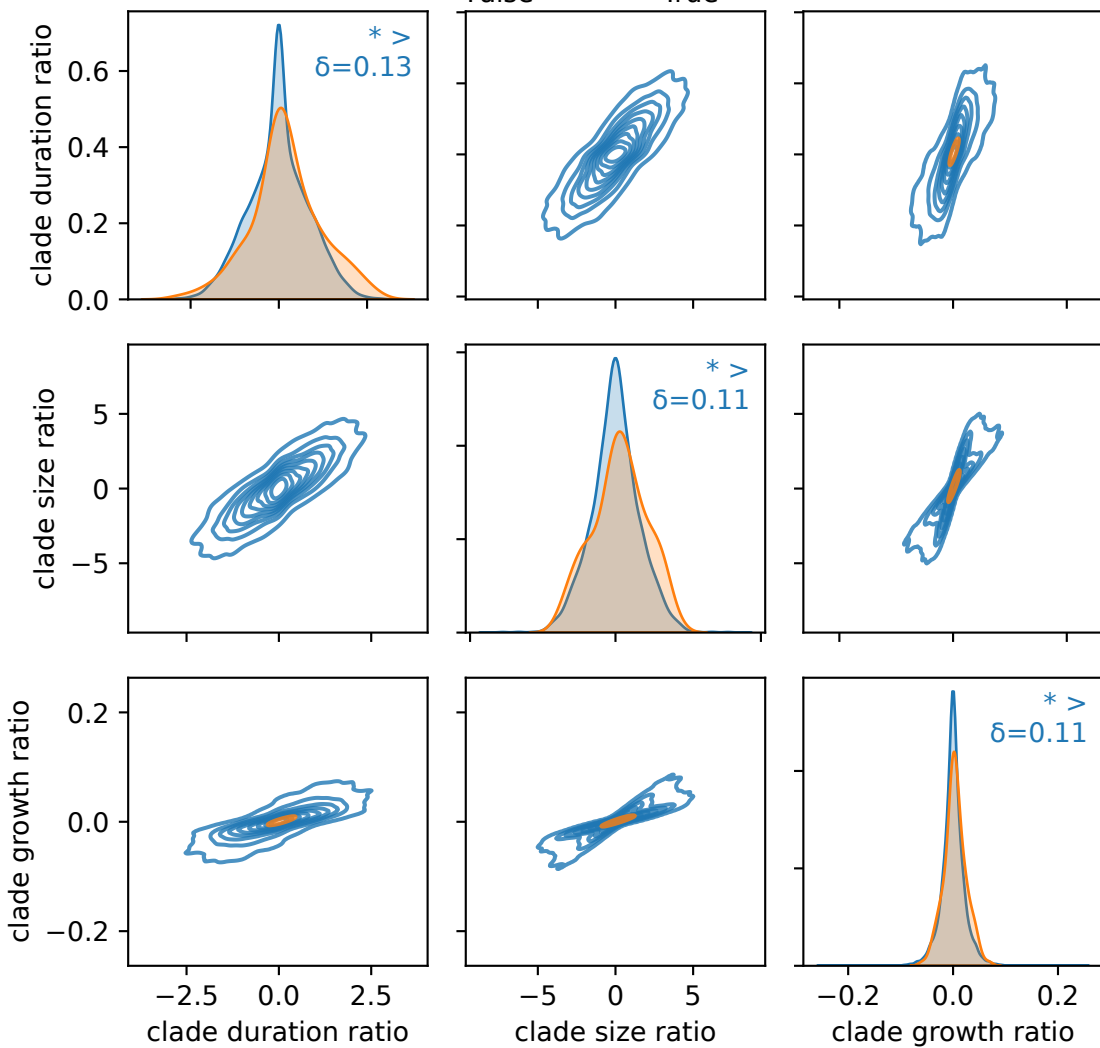 clade duration ratio
0.6
0.4
0.2
0.0
* >
δ=0.13
clade size ratio
5
0
−5
* >
δ=0.11
clade growth ratio
0.2
0.0
−0.2
* >
δ=0.11
−2.5 0.0 2.5
−5 0 5
−0.2 0.0 0.2
clade duration ratio
clade size ratio
clade growth ratio